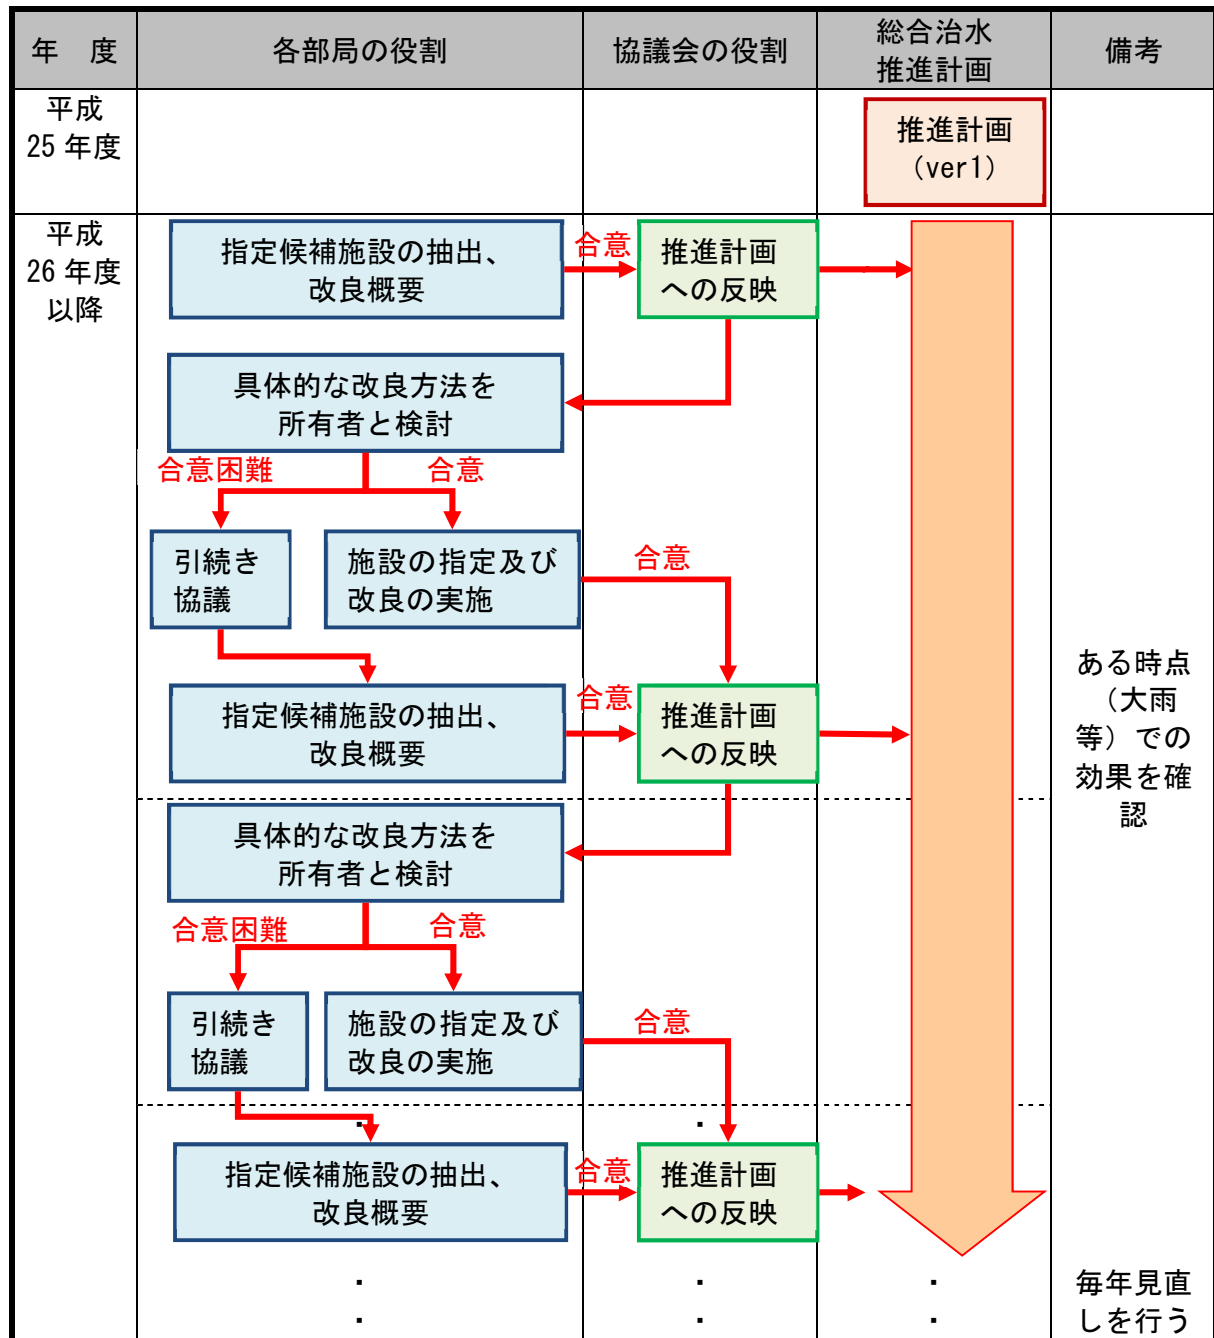 年　度
各部局の役割
協議会の役割
総合治水
推進計画
備考
平成
25 年度
推進計画
（ver1）
平成
26 年度
以降
指定候補施設の抽出、
改良概要
合意
推進計画
への反映
具体的な改良方法を
所有者と検討
合意困難
合意
引続き
協議
施設の指定及び
改良の実施
合意
指定候補施設の抽出、
改良概要
合意
推進計画
への反映
ある時点
（大雨
等）での
効果を確
認
具体的な改良方法を
所有者と検討
合意困難
合意
引続き
協議
施設の指定及び
改良の実施
合意
・
・
指定候補施設の抽出、
改良概要
合意
推進計画
への反映
・
・
・
・
・
・
毎年見直
しを行う